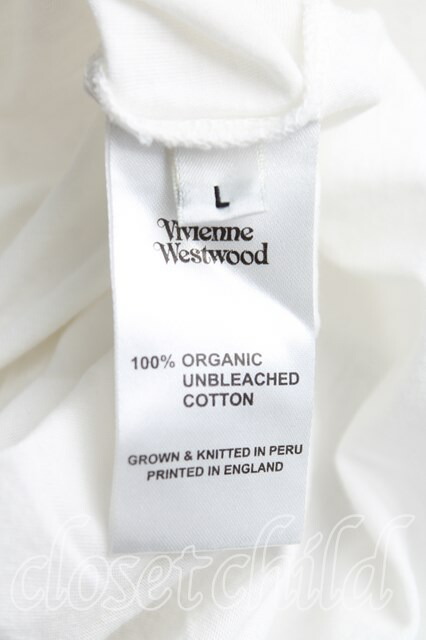 L
Vivienne
Westwood
100% ORGANIC
UNBLEACHED
COTTON
GROWN & KNITTED IN PERU
PRINTED IN ENGLAND
closetchild